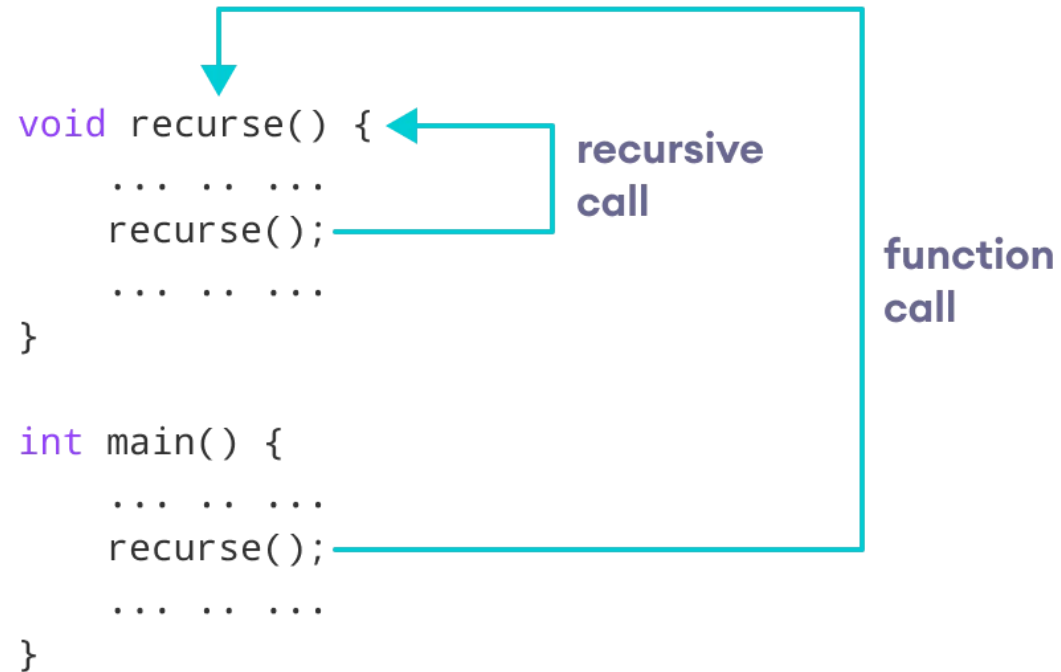 void recurse() {
... .. ...
recurse();
... .. ...
}
recursive
call
function
call
int main() {
... .. ...
recurse();
... .. ...
}